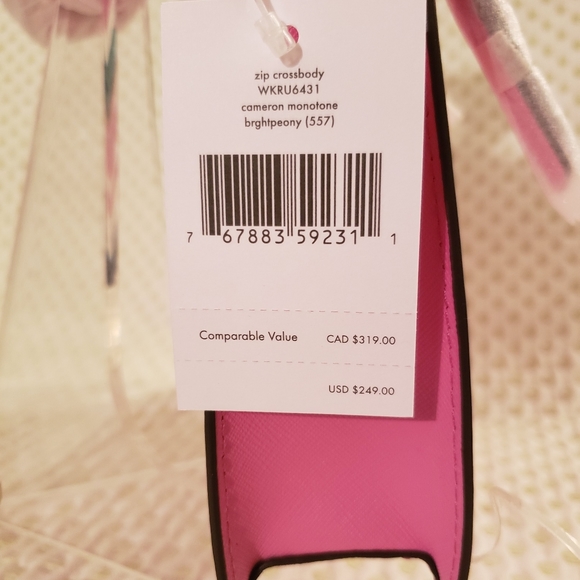 zip crossbody
WKRU6431
cameron monotone
brghtpeony (557)
7 67883 59231 1
Comparable Value CAD $319.00
USD $249.00